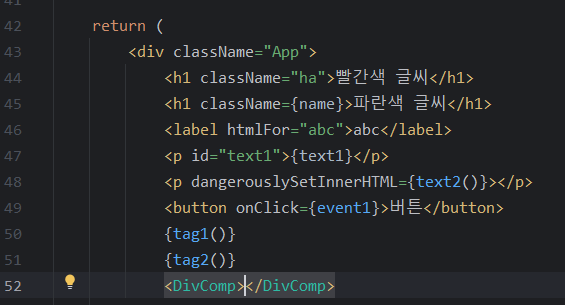 42 return (
43 <div className="App">
44 <h1 className="ha">빨간색 글씨</h1>
45 <h1 className={name}>파란색 글씨</h1>
46 <label htmlFor="abc">abc</label>
47 <p id="text1">{text1}</p>
48 <p dangerouslySetInnerHTML={text2()}></p>
49 <button onClick={event1}>버튼</button>
50 {tag1()}
51 {tag2()}
52 <DivComp></DivComp>